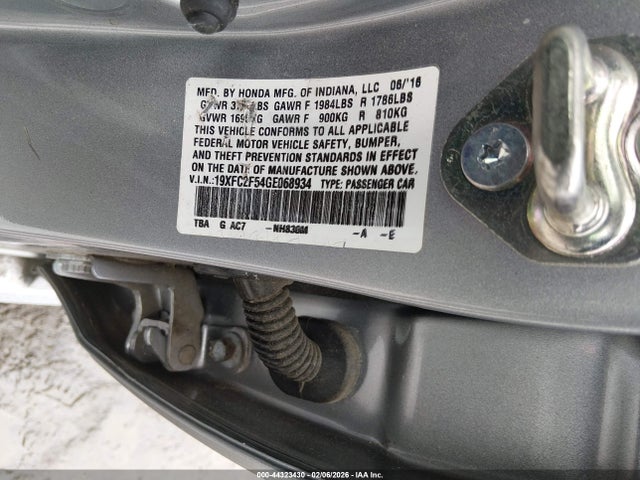 MFD. BY HONDA MFG. OF INDIANA, LLC 06/'16
GAWR F 1984LBS R 1786LBS
GVWR GAWR F 900KG R 810KG
THIS VEHICLE CONFORMS TO ALL APPLICABLE
FEDERAL MOTOR VEHICLE SAFETY, BUMPER,
AND THEFT PREVENTION STANDARDS IN EFFECT
ON THE DATE OF MANUFACTURE SHOWN ABOVE.
V.I.N.:19XFC2F54GE068934 TYPE: PASSENGER CAR
TBA G AC7 -NH830M -A -E
000-44323430 - 02/06/2026 - IAA Inc.